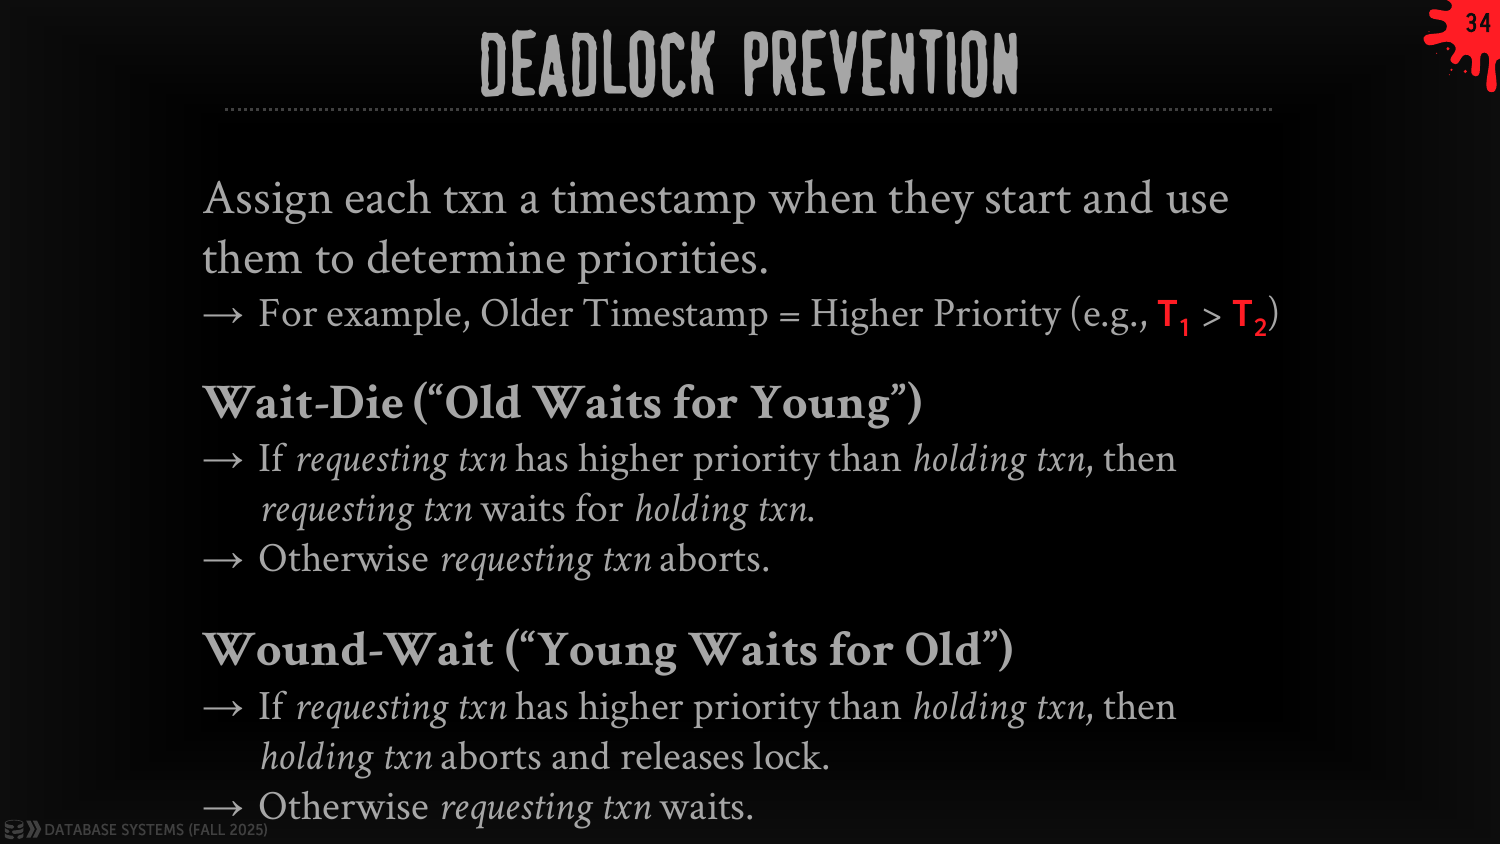 34
DEADLOCK PREVENTION
Assign each txn a timestamp when they start and use
them to determine priorities.
→ For example, Older Timestamp = Higher Priority (e.g., T1 > T2)
Wait-Die (“Old Waits for Young”)
→ If requesting txn has higher priority than holding txn, then
requesting txn waits for holding txn.
→ Otherwise requesting txn aborts.
Wound-Wait (“Young Waits for Old”)
→ If requesting txn has higher priority than holding txn, then
holding txn aborts and releases lock.
→ Otherwise requesting txn waits.
DATABASE SYSTEMS (FALL 2025)